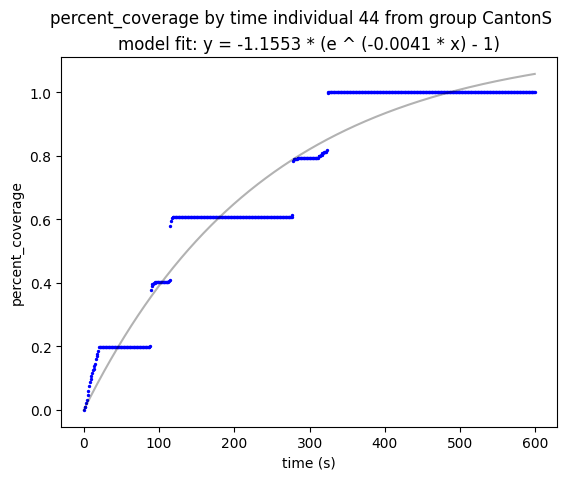 percent_coverage by time individual 44 from group CantonS
model fit: y = -1.1553 * (e ^ (-0.0041 * x) - 1)
1.0
0.8
0.6
0.4
0.2
0.0
percent_coverage
0 100 200 300 400 500 600
time (s)